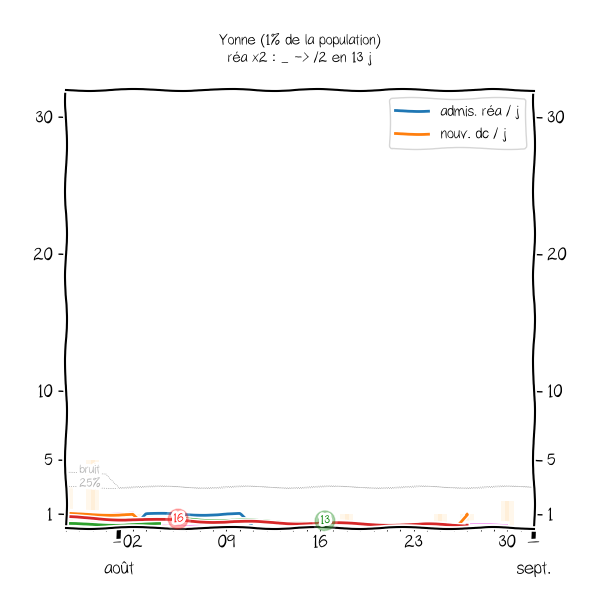 Yonne (1% de la population)
réa x2 : _ -> /2 en 13 j
admis. réa / j
nouv. dc / j
30
30
20
20
10
10
5
5
bruit
25%
1
1
16
13
02
09
16
23
30
août
sept.